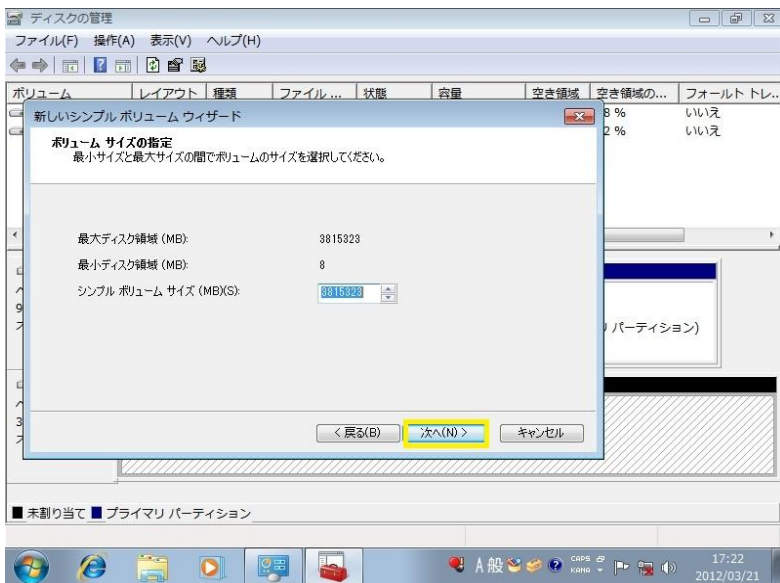 ディスクの管理
ファイル(F) 操作(A) 表示(V) ヘルプ(H)
ボリューム レイアウト 種類 ファイル ... 状態 容量 空き領域 空き領域の... フォールト トレ...
新しいシンプル ボリューム ウィザード
8 %
いいえ
2 %
いいえ
ボリューム サイズの指定
最小サイズと最大サイズの間でボリュームのサイズを選択してください。
最大ディスク領域 (MB): 3815323
最小ディスク領域 (MB): 8
シンプル ボリューム サイズ (MB)(S): 3815323
パーティション)
< 戻る(B) 次へ(N) > キャンセル
未割り当て プライマリ パーティション
A 般 CAPS KANA
17:22
2012/03/21